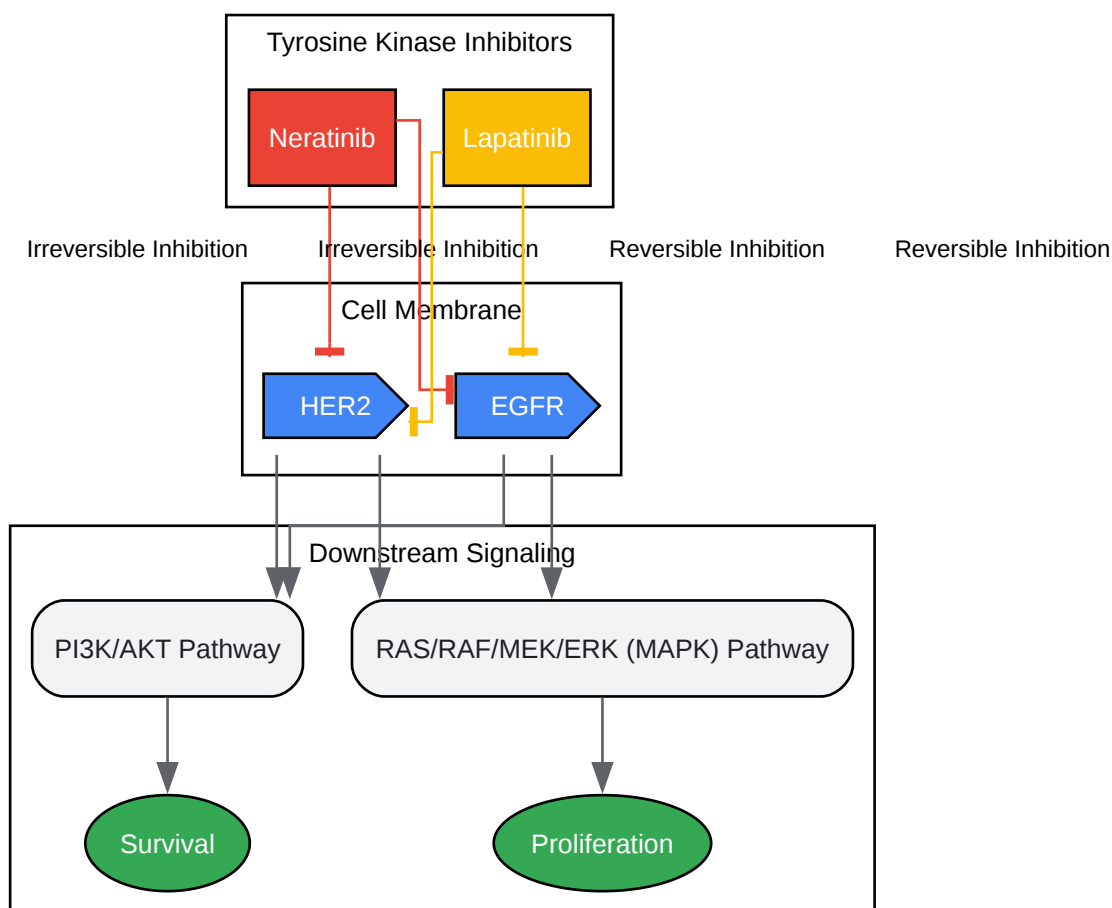 Tyrosine Kinase Inhibitors
Neratinib
Lapatinib
Irreversible Inhibition
Irreversible Inhibition
Reversible Inhibition
Reversible Inhibition
Cell Membrane
HER2
EGFR
Downstream Signaling
PI3K/AKT Pathway
RAS/RAF/MEK/ERK (MAPK) Pathway
Survival
Proliferation